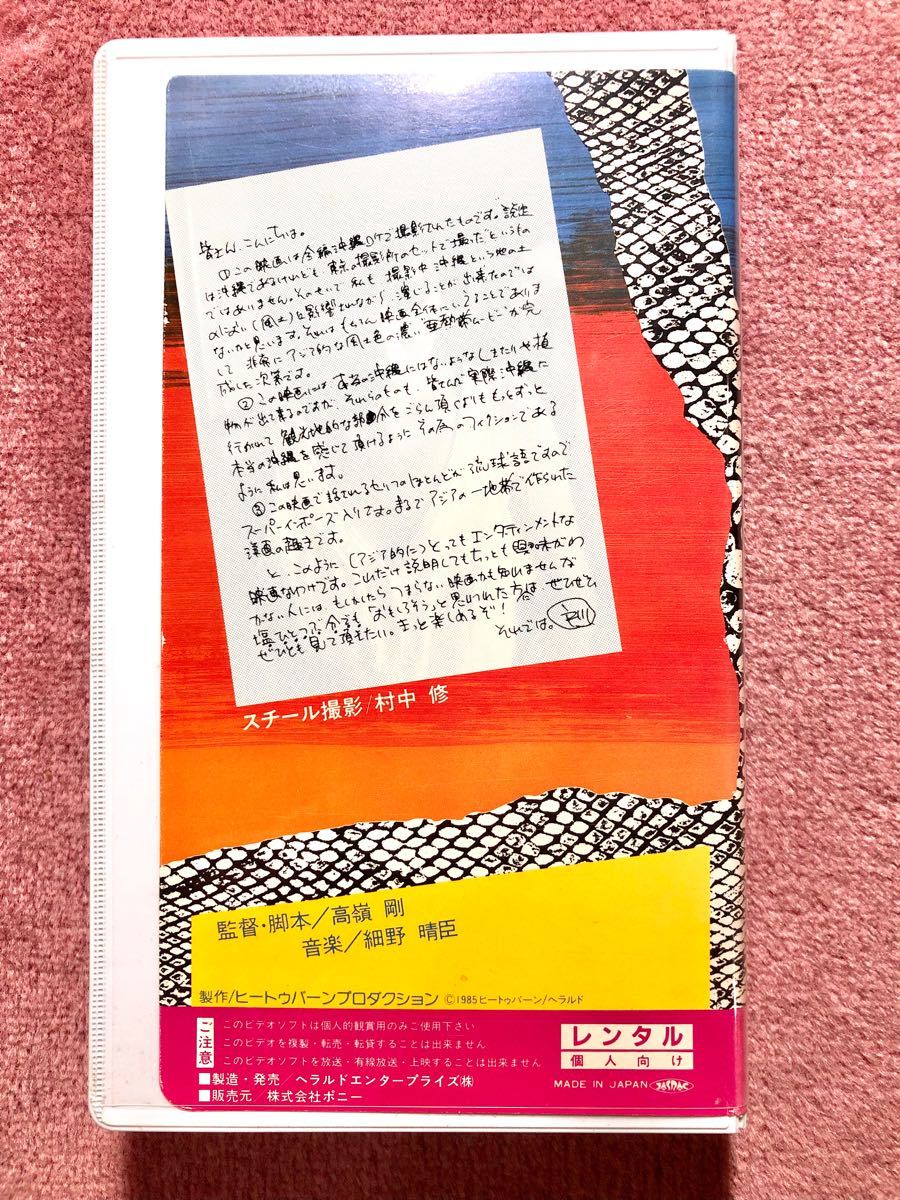 皆さん、こんにちは。
①この映画は全編沖縄ロケで撮影されたものです。"設定
は沖縄であるけれども東京の撮影所のセットで撮った"というもの
ではありません。そのせいで私も撮影中沖縄という地の土
のにおい(風土)と影響されながら演じることが出来たのでは
ないかと思います。それはもちろん映画全体にいえることでありま
して非常にアジア的な風土色の濃い亜熱帯ムービーが完
成した次第です。
②この映画には本当の沖縄にはないようなしきたりや植
物が出て来るのですが、それらのものも、皆さんが実際沖縄に
行かれて観光地的な部分をごらん頂くよりももっとずっと
本当の沖縄を感じて頂けるようにその為のフィクションである
ように私は思います。
③この映画で話されるセリフのほとんどが琉球語ですので
スーパーインポーズ入りです。まるでアジアの一地帯で作られた
洋画の趣きです。
と、このように(アジア的に)とってもエンタティンメントな
映画なわけです。これだけ説明してもちっとも興味がわ
かない人には、もしかしたらつまらない映画かも知れませんな
ひとつで分も「おもしろそう」と思われた方は ぜひぜひ
ぜひとも見て頂きたい。きっと楽しめるぞ!
それでは。
スチール撮影/村中 修
監督・脚本/高嶺 剛
音楽/細野 晴臣
製作/ヒートゥバーンプロダクション ©1985ヒートゥバーン/ヘラルド
ご注意
このビデオソフトは個人的観賞用のみご使用下さい
このビデオを複製・転売・転貸することは出来ません
このビデオソフトを放送・有線放送・上映することは出来ません
■製造・発売/ヘラルドエンタープライズ㈱
■販売元/株式会社ポニー
レンタル
個人向け
MADE IN JAPAN JASRAC